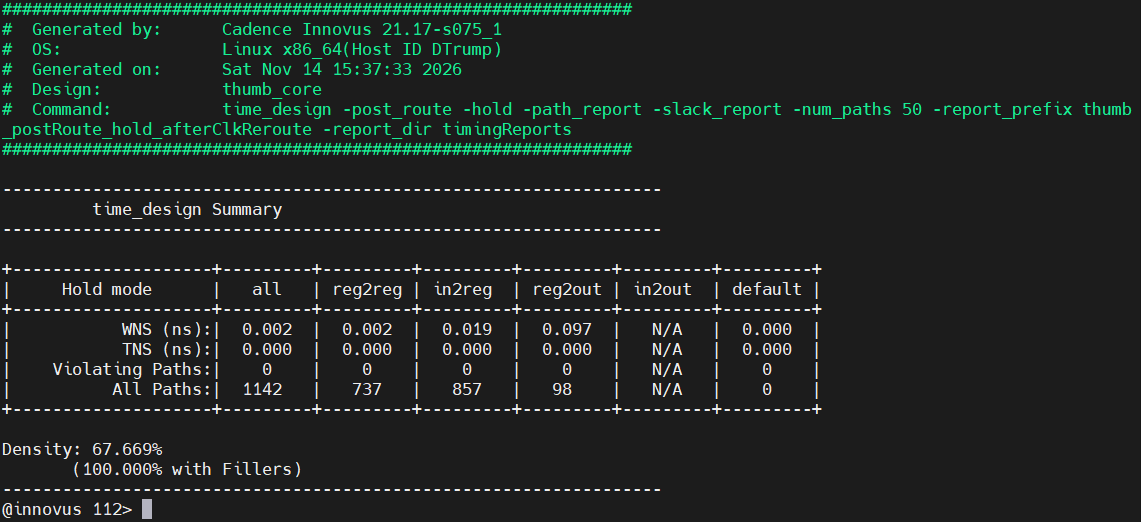 ###############################################################
#  Generated by:      Cadence Innovus 21.17-s075_1
#  OS:                Linux x86_64(Host ID DTrump)
#  Generated on:      Sat Nov 14 15:37:33 2026
#  Design:            thumb_core
#  Command:           time_design -post_route -hold -path_report -slack_report -num_paths 50 -report_prefix thumb
_postRoute_hold_afterClkReroute -report_dir timingReports
###############################################################
------------------------------------------------------------------
         time_design Summary
------------------------------------------------------------------
+--------------------+---------+---------+---------+---------+---------+---------+
|     Hold mode      |   all   | reg2reg | in2reg  | reg2out | in2out  | default |
+--------------------+---------+---------+---------+---------+---------+---------+
|           WNS (ns):|  0.002  |  0.002  |  0.019  |  0.097  |   N/A   |  0.000  |
|           TNS (ns):|  0.000  |  0.000  |  0.000  |  0.000  |   N/A   |  0.000  |
|    Violating Paths:|    0    |    0    |    0    |    0    |   N/A   |    0    |
|          All Paths:|  1142   |   737   |   857   |   98    |   N/A   |    0    |
+--------------------+---------+---------+---------+---------+---------+---------+
Density: 67.669%
       (100.000% with Fillers)
------------------------------------------------------------------
@innovus 112>